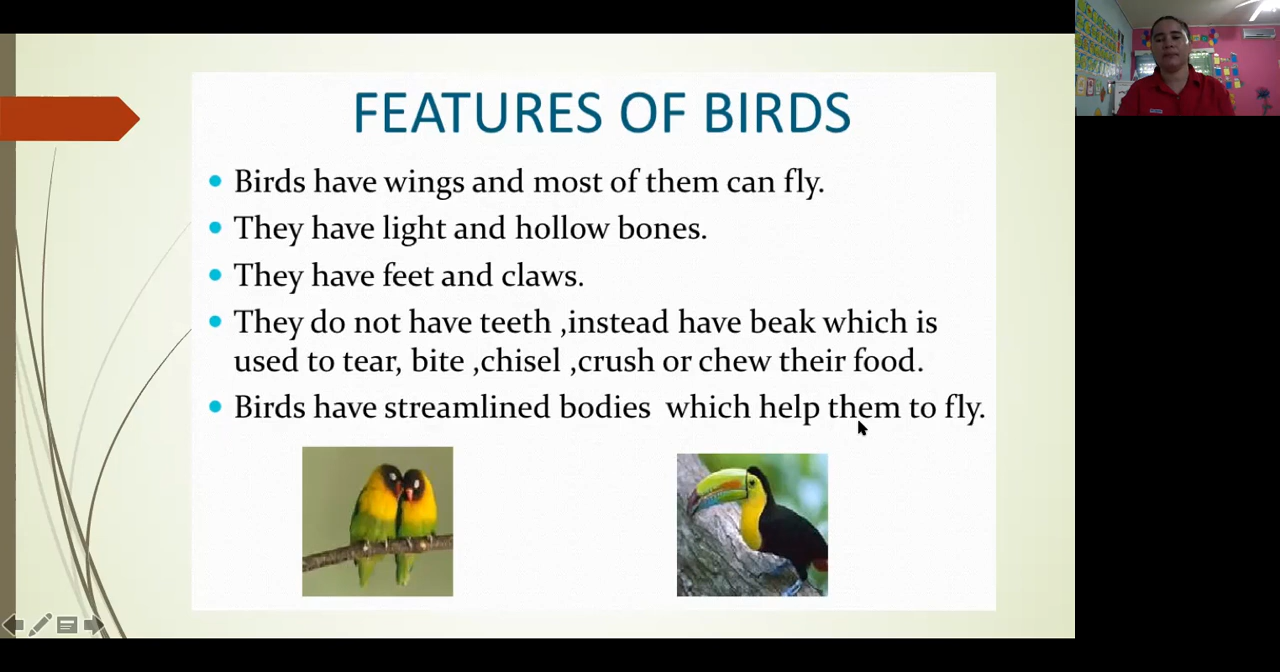 FEATURES OF BIRDS
Birds have wings and most of them can fly.
They have light and hollow bones.
They have feet and claws.
They do not have teeth ,instead have beak which is
used to tear, bite ,chisel ,crush or chew their food.
Birds have streamlined bodies  which help them to fly.